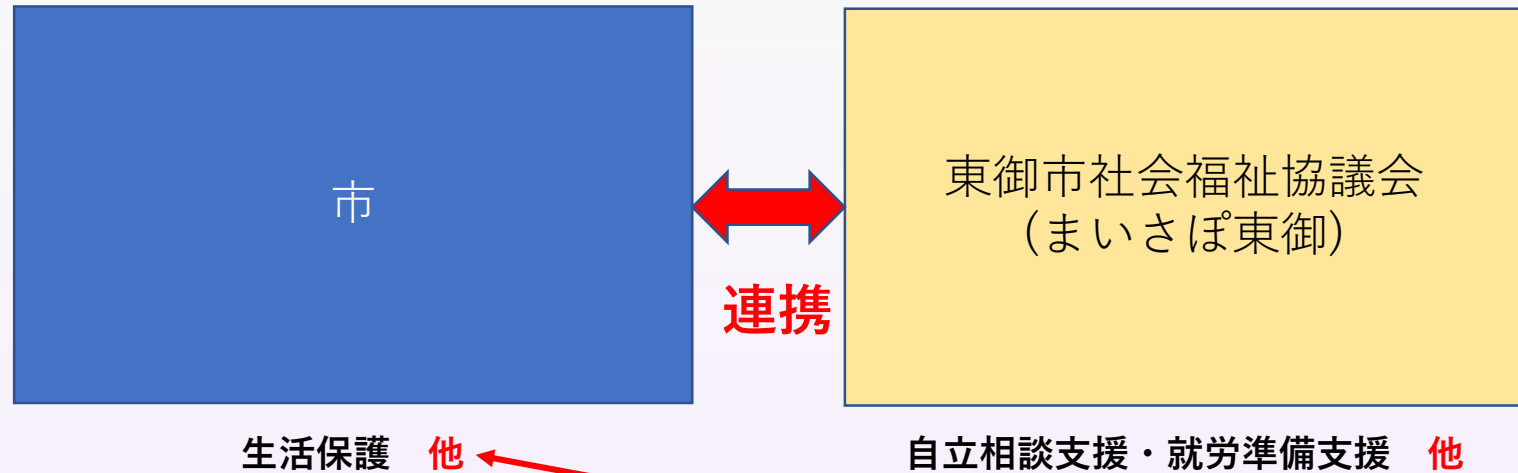 市
東御市社会福祉協議会
(まいさぽ東御)
連携
生活保護　他
自立相談支援・就労準備支援　他